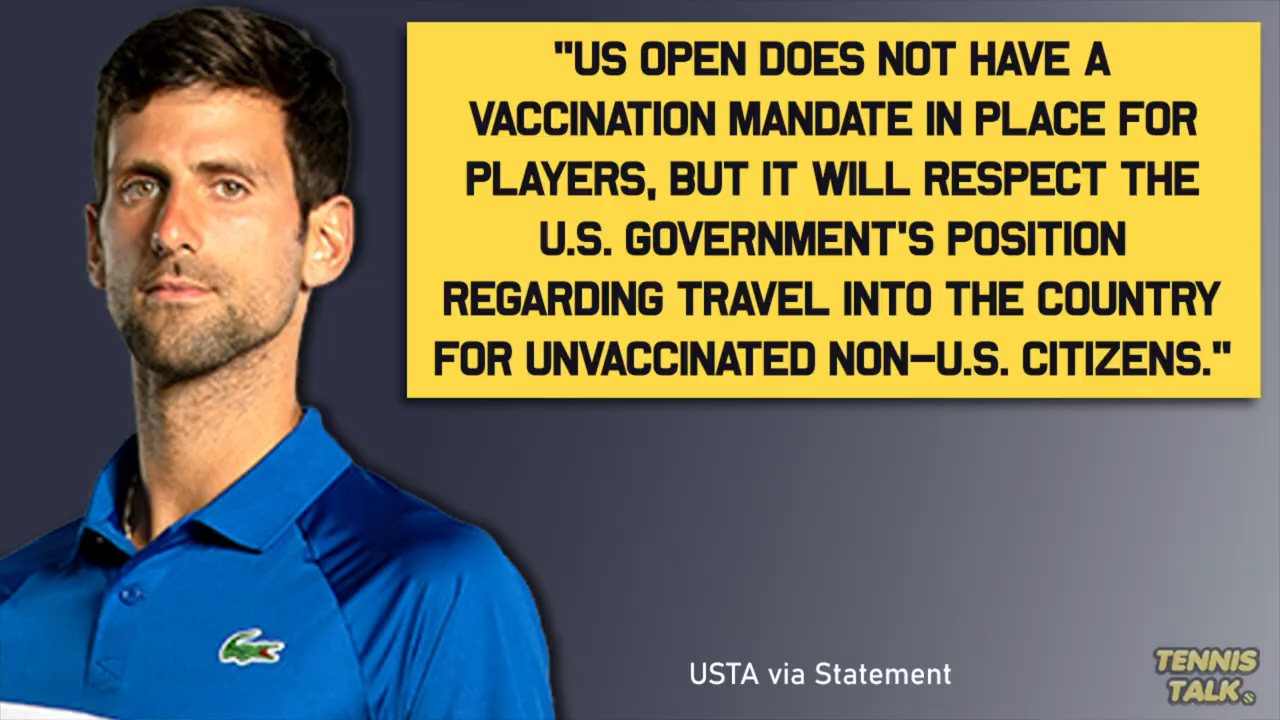 "US OPEN DOES NOT HAVE A
VACCINATION MANDATE IN PLACE FOR
PLAYERS, BUT IT WILL RESPECT THE
U.S. GOVERNMENT'S POSITION
REGARDING TRAVEL INTO THE COUNTRY
FOR UNVACCINATED NON-U.S. CITIZENS."
USTA via Statement
TENNIS
TALK